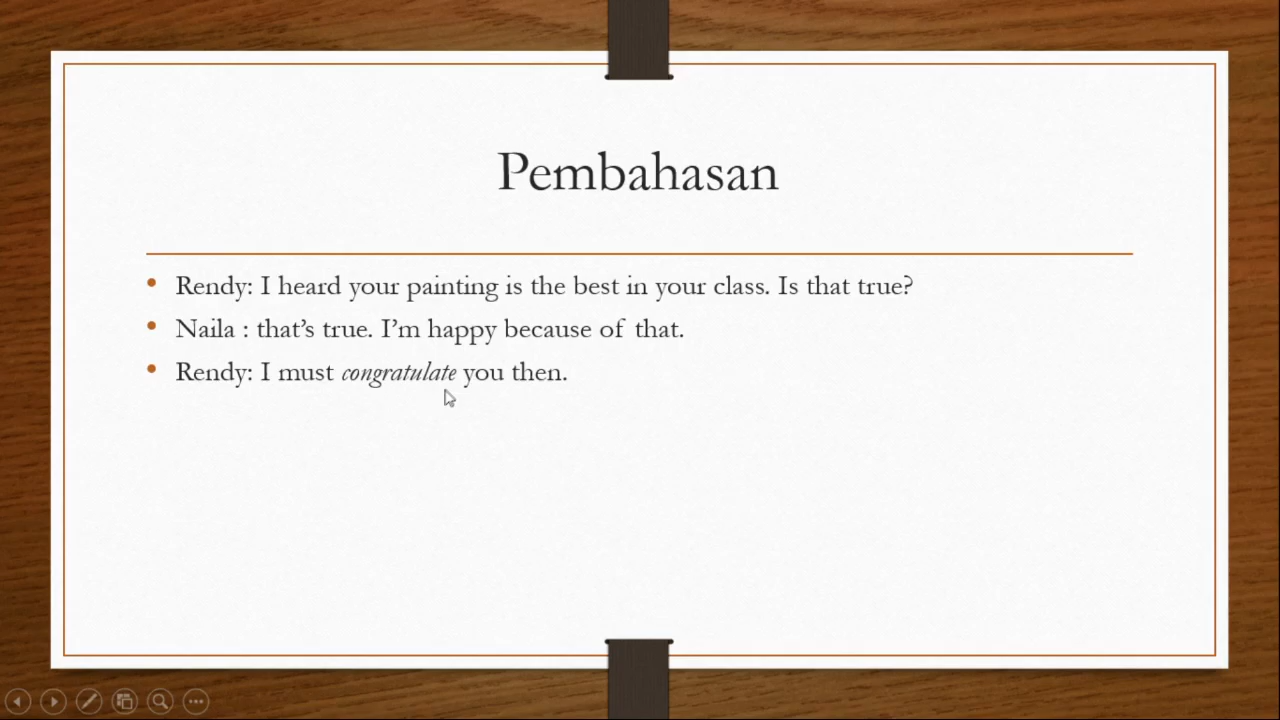 Pembahasan
• Rendy: I heard your painting is the best in your class. Is that true?
• Naila : that’s true. I’m happy because of that.
• Rendy: I must congratulate you then.